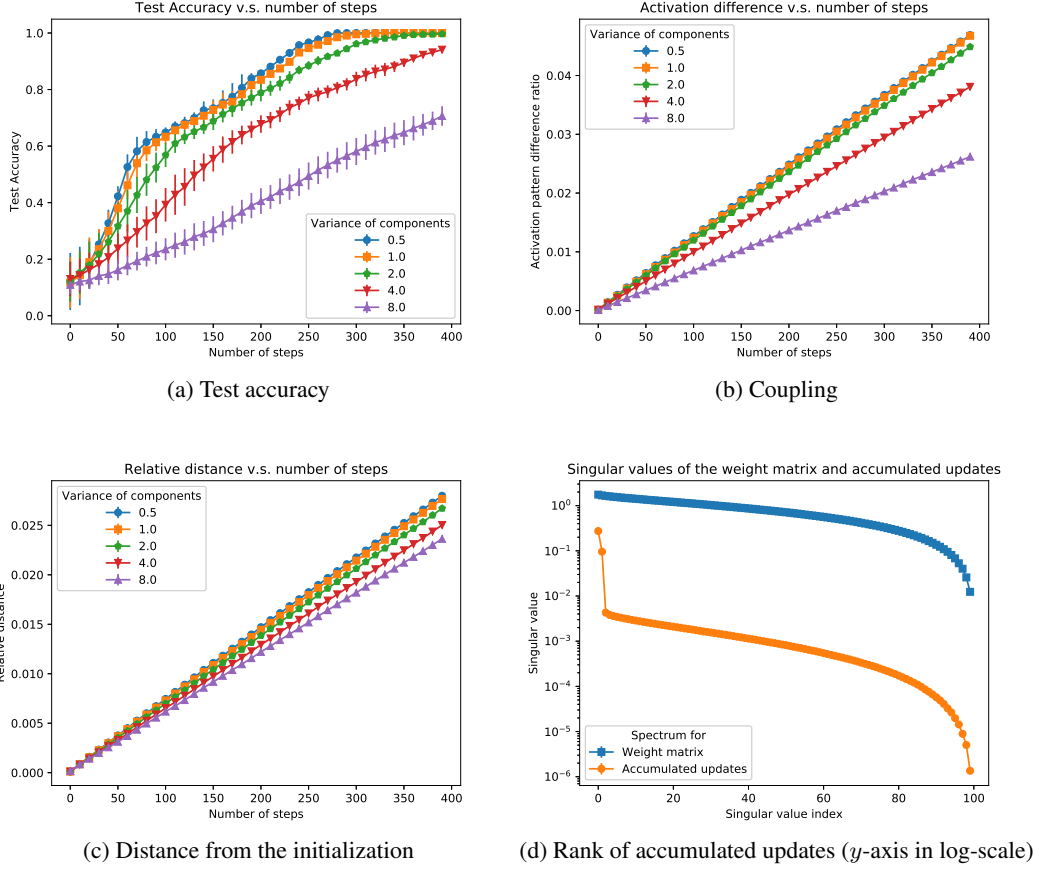 Test Accuracy v.s. number of steps
Test Accuracy
1.0
0.8
0.6
0.4
0.2
0.0
Variance of components
0.5
1.0
2.0
4.0
8.0
0 50 100 150 200 250 300 350 400
Number of steps
(a) Test accuracy
Activation difference v.s. number of steps
Activation pattern difference ratio
0.04
0.03
0.02
0.01
0.00
Variance of components
0.5
1.0
2.0
4.0
8.0
0 50 100 150 200 250 300 350 400
Number of steps
(b) Coupling
Relative distance v.s. number of steps
Relative distance
0.025
0.020
0.015
0.010
0.005
0.000
Variance of components
0.5
1.0
2.0
4.0
8.0
0 50 100 150 200 250 300 350 400
Number of steps
(c) Distance from the initialization
Singular values of the weight matrix and accumulated updates
Singular value
10⁰
10⁻¹
10⁻²
10⁻³
10⁻⁴
10⁻⁵
10⁻⁶
Spectrum for
Weight matrix
Accumulated updates
0 20 40 60 80 100
Singular value index
(d) Rank of accumulated updates (y-axis in log-scale)